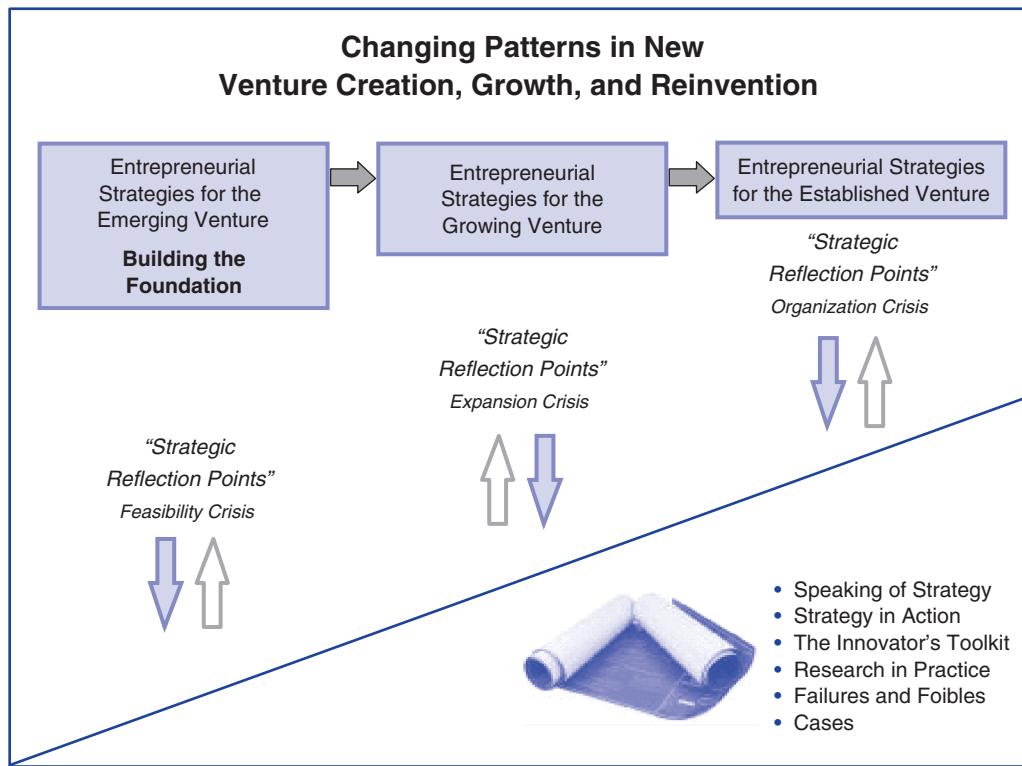 Changing Patterns in New
Venture Creation, Growth, and Reinvention
Entrepreneurial
Strategies for the
Emerging Venture
Building the
Foundation
Entrepreneurial
Strategies for the
Growing Venture
Entrepreneurial Strategies
for the Established Venture
“Strategic
Reflection Points”
Organization Crisis
“Strategic
Reflection Points”
Expansion Crisis
“Strategic
Reflection Points”
Feasibility Crisis
• Speaking of Strategy
• Strategy in Action
• The Innovator’s Toolkit
• Research in Practice
• Failures and Foibles
• Cases